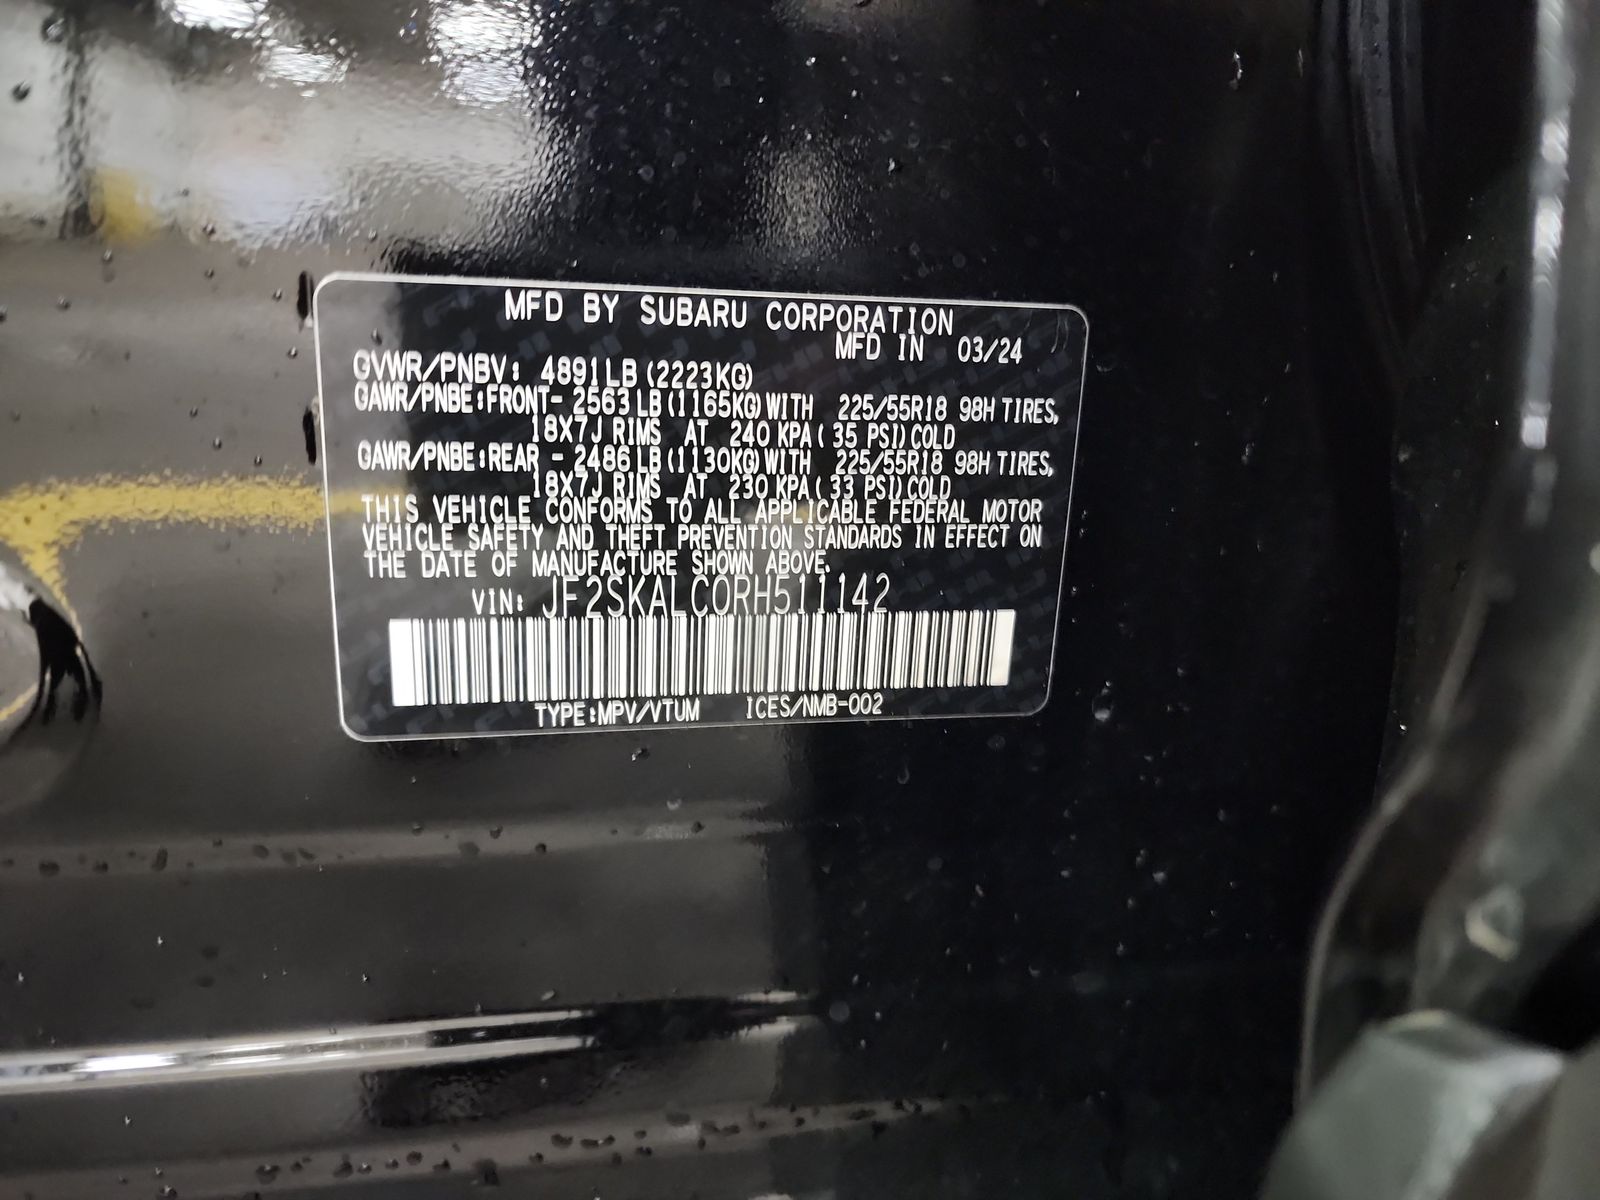 MFD BY SUBARU CORPORATION
MFD IN 03/24
GVWR/PNBV: 4891LB (2223KG)
GAWR/PNBE:FRONT- 2563LB (1165KG) WITH 225/55R18 98H TIRES,
18X7J RIMS AT 240 KPA( 35 PSI) COLD
GAWR/PNBE:REAR - 2486LB (1130KG) WITH 225/55R18 98H TIRES,
18X7J RIMS AT 230 KPA( 33 PSI) COLD
THIS VEHICLE CONFORMS TO ALL APPLICABLE FEDERAL MOTOR
VEHICLE SAFETY AND THEFT PREVENTION STANDARDS IN EFFECT ON
THE DATE OF MANUFACTURE SHOWN ABOVE.
VIN: JF2SKALC0RH511142
TYPE:MPV/VTUM ICES/NMB-002